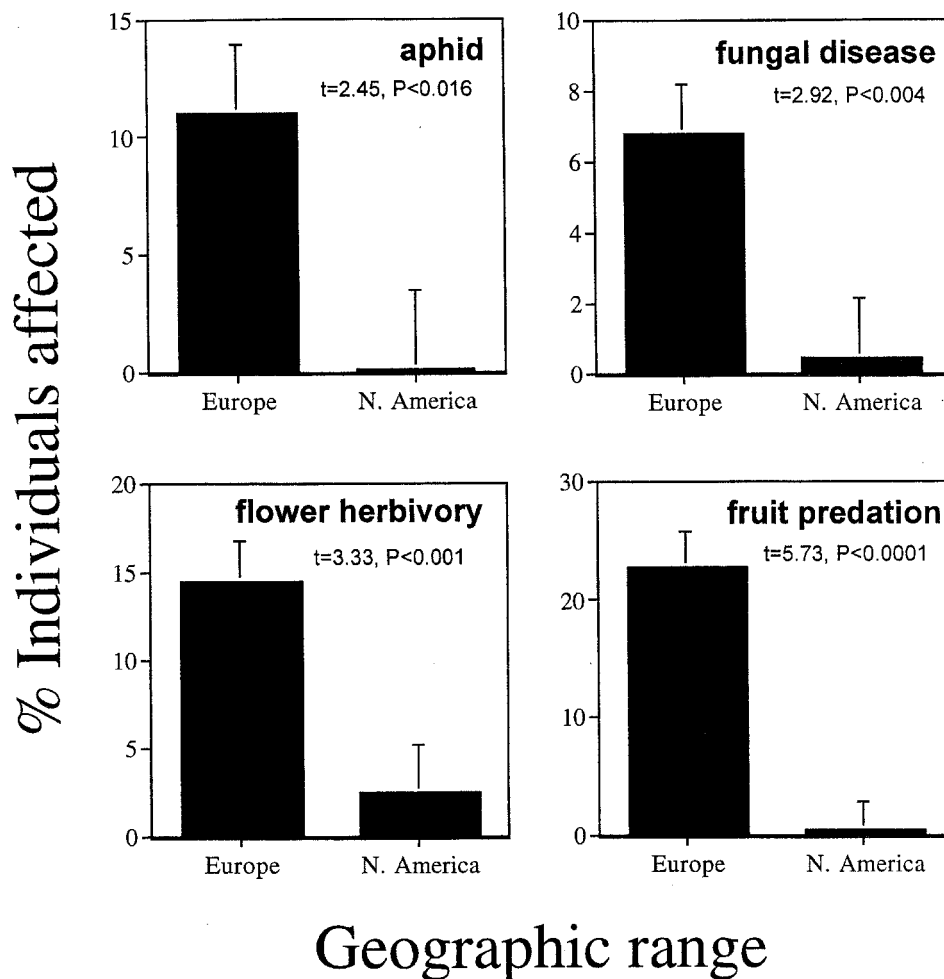 % Individuals affected
15
10
5
0
aphid
t=2.45, P<0.016
Europe N. America
10
8
6
4
2
0
fungal disease
t=2.92, P<0.004
Europe N. America
20
15
10
5
0
flower herbivory
t=3.33, P<0.001
Europe N. America
30
20
10
0
fruit predation
t=5.73, P<0.0001
Europe N. America
Geographic range